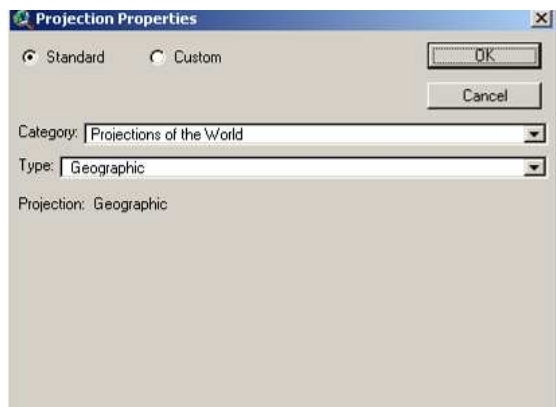 Projection Properties
Standard Custom OK
Cancel
Category: Projections of the World
Type: Geographic
Projection: Geographic